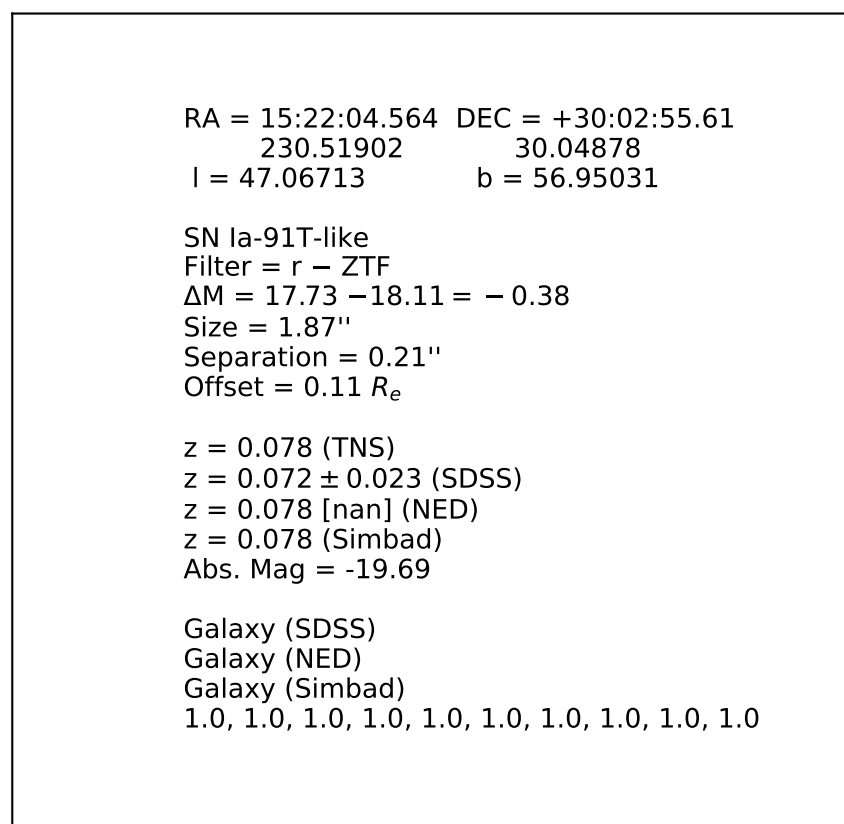 RA = 15:22:04.564  DEC = +30:02:55.61
230.51902  30.04878
l = 47.06713  b = 56.95031
SN Ia-91T-like
Filter = r − ZTF
ΔM = 17.73 −18.11 = − 0.38
Size = 1.87''
Separation = 0.21''
Offset = 0.11 Re
z = 0.078 (TNS)
z = 0.072 ± 0.023 (SDSS)
z = 0.078 [nan] (NED)
z = 0.078 (Simbad)
Abs. Mag = -19.69
Galaxy (SDSS)
Galaxy (NED)
Galaxy (Simbad)
1.0, 1.0, 1.0, 1.0, 1.0, 1.0, 1.0, 1.0, 1.0, 1.0